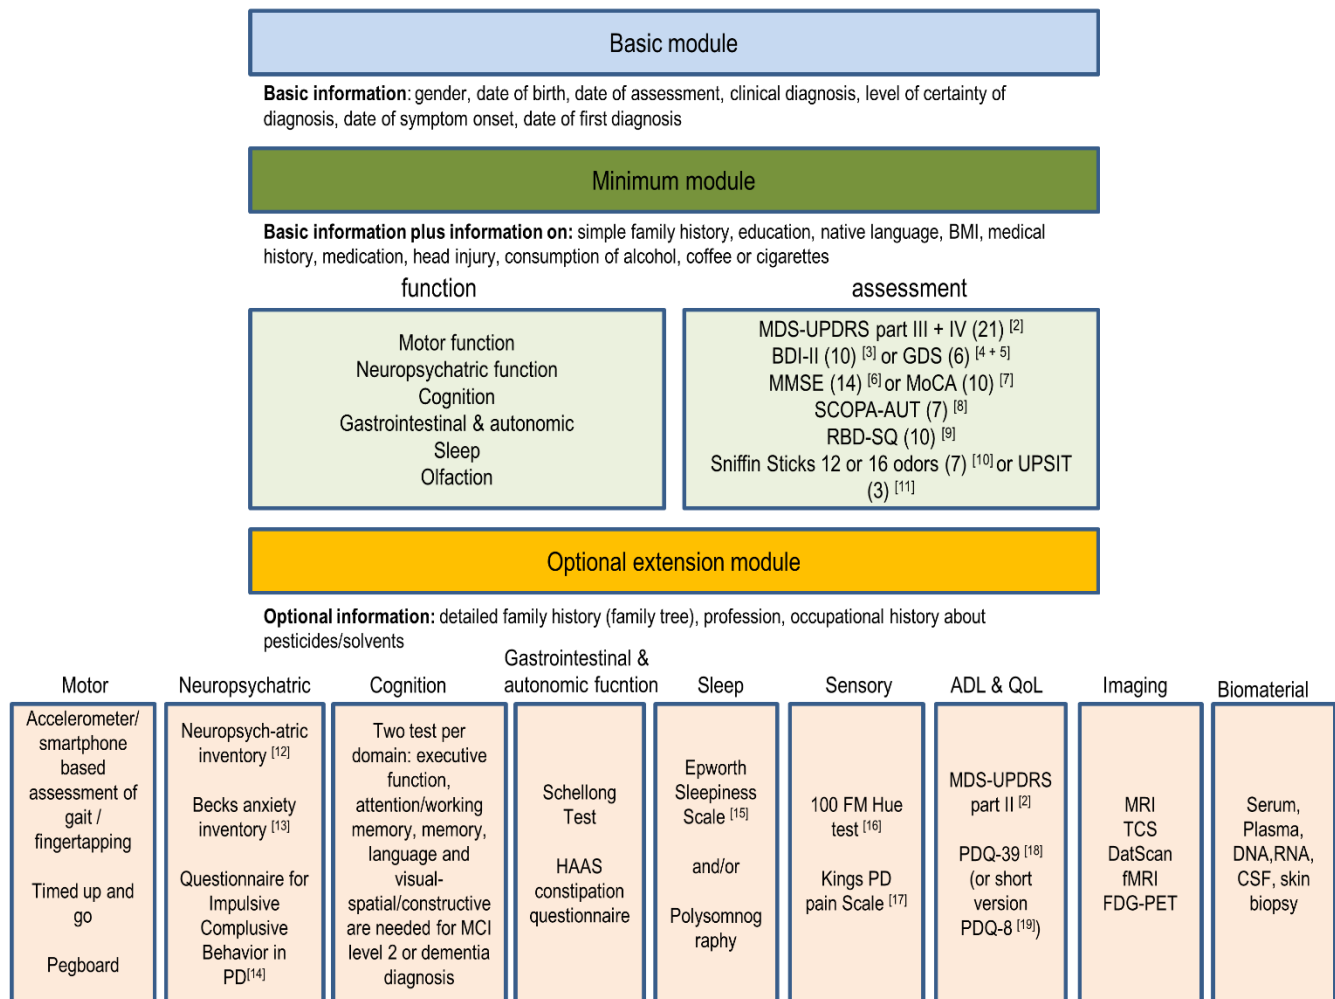 Basic module
Basic information: gender, date of birth, date of assessment, clinical diagnosis, level of certainty of
diagnosis, date of symptom onset, date of first diagnosis
Minimum module
Basic information plus information on: simple family history, education, native language, BMI, medical
history, medication, head injury, consumption of alcohol, coffee or cigarettes
function
Motor function
Neuropsychatric function
Cognition
Gastrointestinal & autonomic
Sleep
Olfaction
assessment
MDS-UPDRS part III + IV (21) [2]
BDI-II (10) [3] or GDS (6) [4 + 5]
MMSE (14) [6] or MoCA (10) [7]
SCOPA-AUT (7) [8]
RBD-SQ (10) [9]
Sniffin Sticks 12 or 16 odors (7) [10] or UPSIT
(3) [11]
Optional extension module
Optional information: detailed family history (family tree), profession, occupational history about
pesticides/solvents
Motor
Accelerometer/
smartphone
based
assessment of
gait /
fingertapping
Timed up and
go
Pegboard
Neuropsychatric
Neuropsych-atric
inventory [12]
Becks anxiety
inventory [13]
Questionnaire for
Impulsive
Complusive
Behavior in
PD[14]
Cognition
Two test per
domain: executive
function,
attention/working
memory, memory,
language and
visual-
spatial/constructive
are needed for MCI
level 2 or dementia
diagnosis
Gastrointestinal &
autonomic fucntion
Schellong
Test
HAAS
constipation
questionnaire
Sleep
Epworth
Sleepiness
Scale [15]
and/or
Polysomnog
raphy
Sensory
100 FM Hue
test [16]
Kings PD
pain Scale [17]
ADL & QoL
MDS-UPDRS
part II [2]
PDQ-39 [18]
(or short
version
PDQ-8 [19])
Imaging
MRI
TCS
DatScan
fMRI
FDG-PET
Biomaterial
Serum,
Plasma,
DNA,RNA,
CSF, skin
biopsy